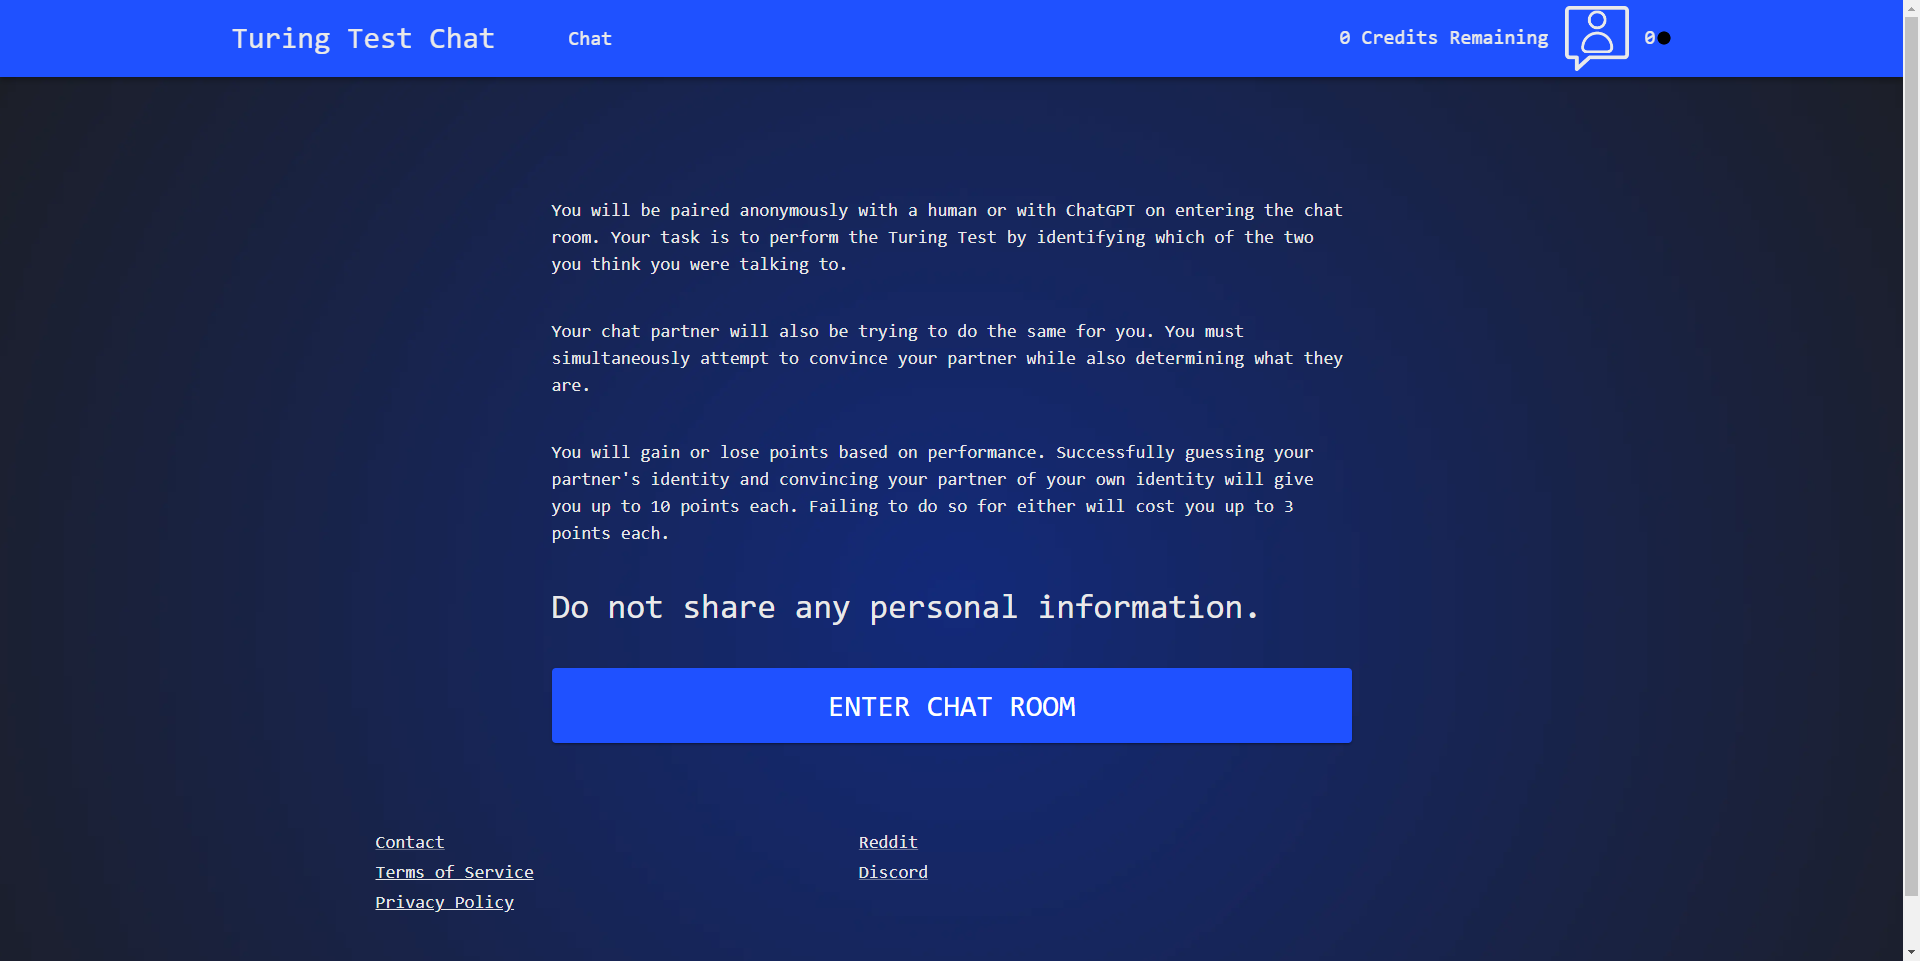 Turing Test Chat
Chat
0 Credits Remaining
0
You will be paired anonymously with a human or with ChatGPT on entering the chat
room. Your task is to perform the Turing Test by identifying which of the two
you think you were talking to.
Your chat partner will also be trying to do the same for you. You must
simultaneously attempt to convince your partner while also determining what they
are.
You will gain or lose points based on performance. Successfully guessing your
partner's identity and convincing your partner of your own identity will give
you up to 10 points each. Failing to do so for either will cost you up to 3
points each.
Do not share any personal information.
ENTER CHAT ROOM
Contact
Terms of Service
Privacy Policy
Reddit
Discord